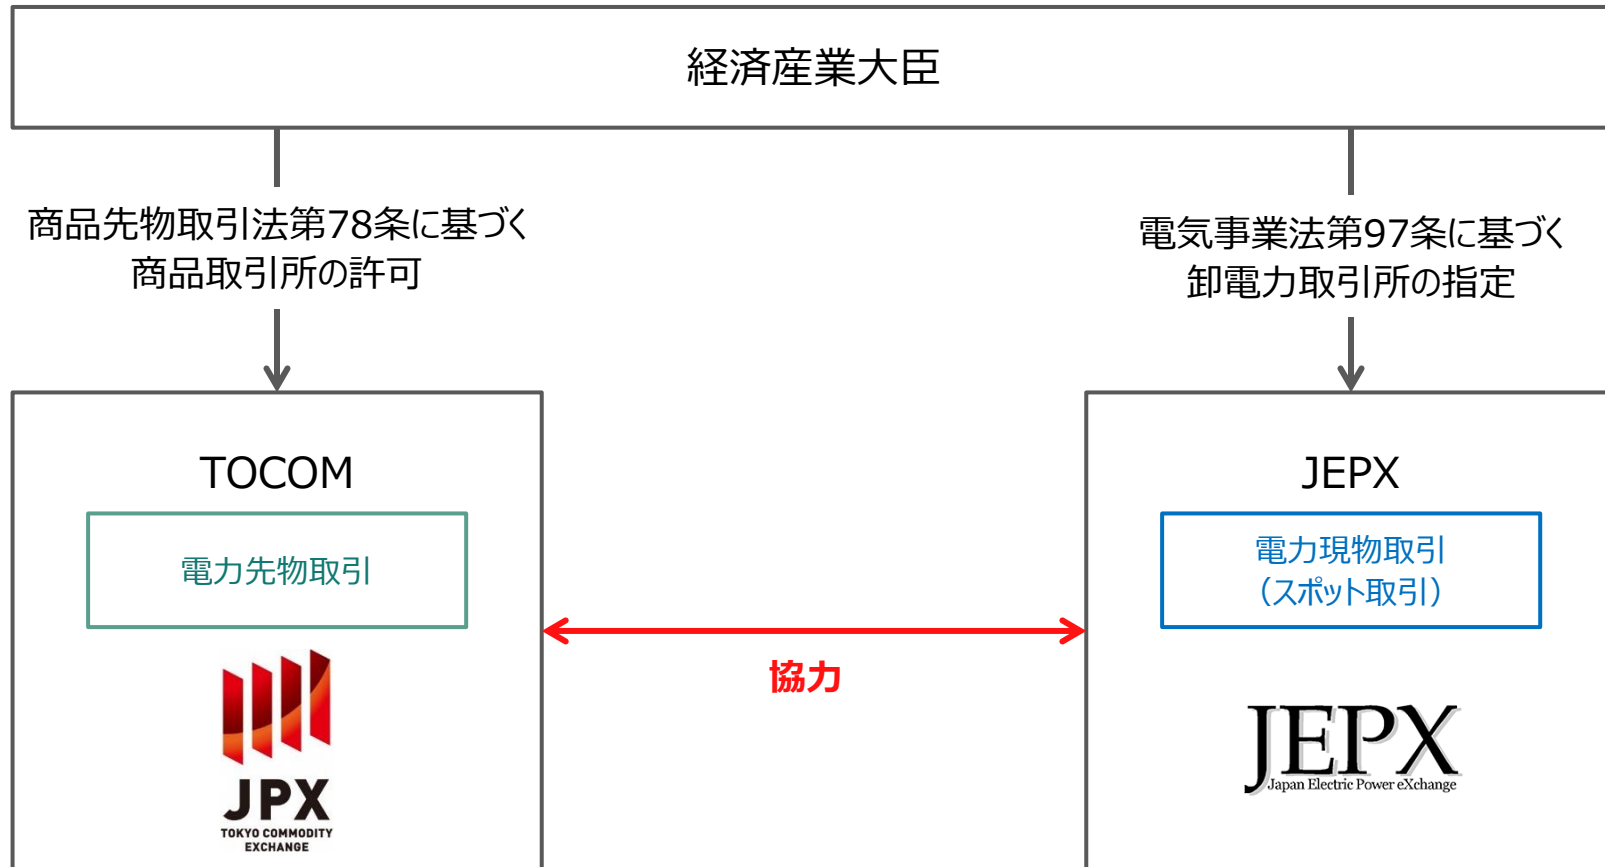 経済産業大臣
商品先物取引法第78条に基づく
商品取引所の許可
電気事業法第97条に基づく
卸電力取引所の指定
TOCOM
電力先物取引
JPX
TOKYO COMMODITY
EXCHANGE
協力
JEPX
電力現物取引
（スポット取引）
JEPX
Japan Electric Power eXchange